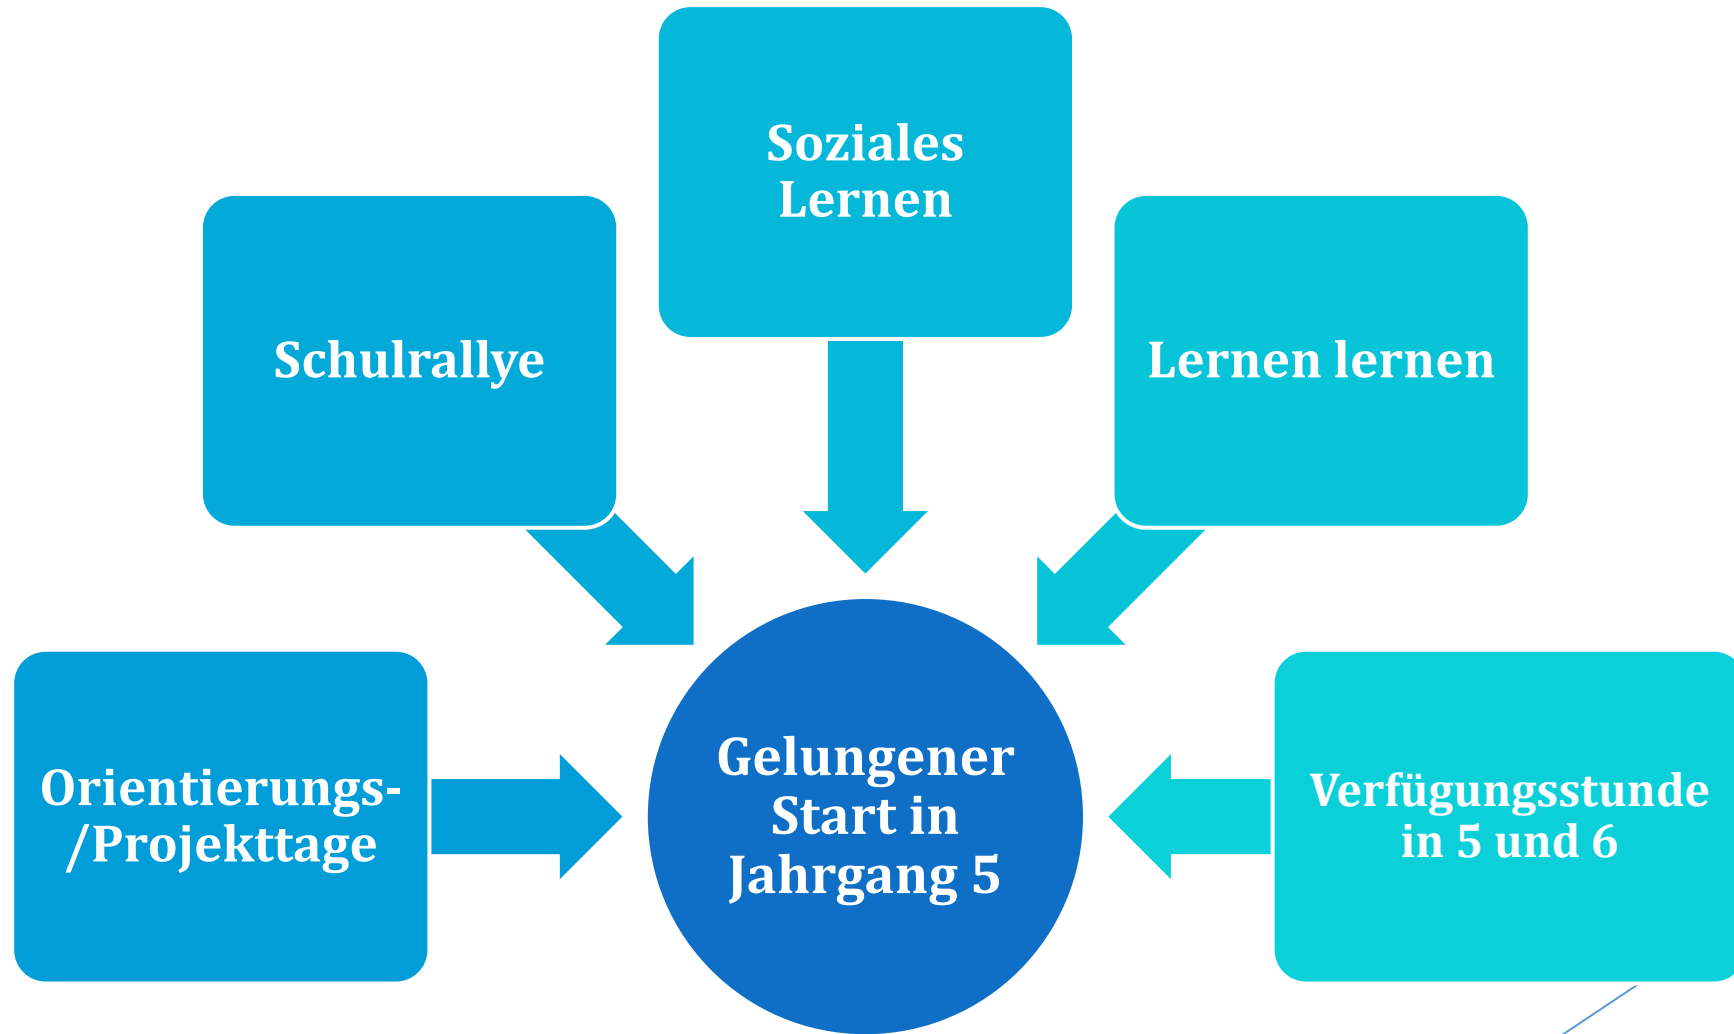 Soziales
Lernen
Schulrallye
Lernen lernen
Orientierungs-
/Projekttage
Gelungener
Start in
Jahrgang 5
Verfügungsstunde
in 5 und 6